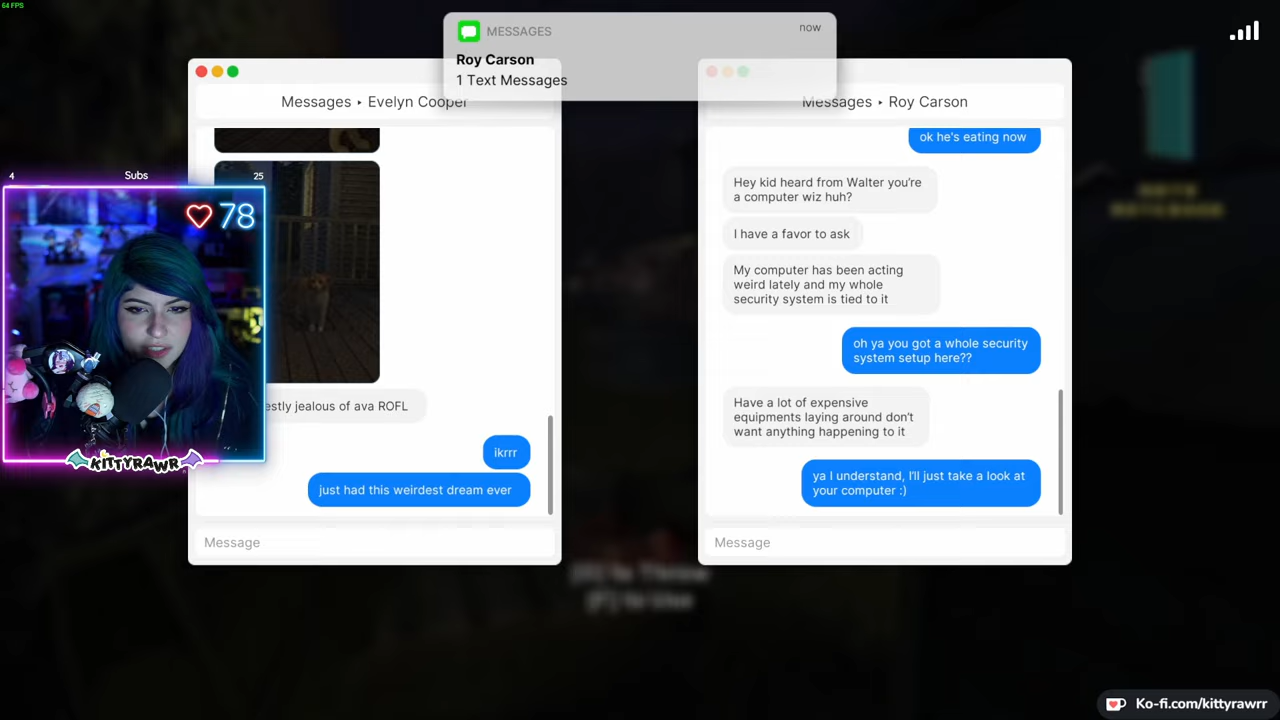 64 FPS
MESSAGES
now
Roy Carson
1 Text Messages
Messages ▸ Evelyn Cooper
Messages ▸ Roy Carson
ok he's eating now
4
Subs
25
78
Hey kid heard from Walter you're
a computer wiz huh?
I have a favor to ask
My computer has been acting
weird lately and my whole
security system is tied to it
oh ya you got a whole security
system setup here??
estly jealous of ava ROFL
Have a lot of expensive
equipments laying around don't
want anything happening to it
ikrrr
just had this weirdest dream ever
ya I understand, I'll just take a look at
your computer :)
KITTYRAWR
Message
Message
[G] to Throw
[F] to Use
Ko-fi.com/kittyrawrr